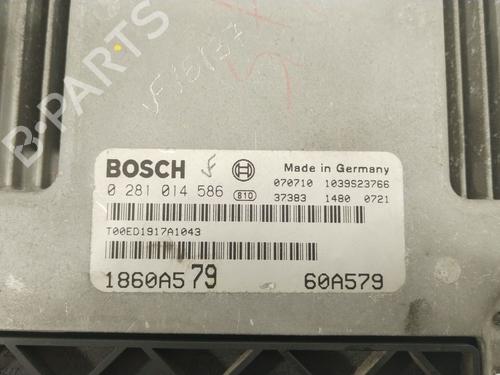 B-PARTS
BOSCH
Made in Germany
0 281 014 586
810
070710 1039S23766
37383 1480 0721
T00ED1917A1043
1860A579
60A579